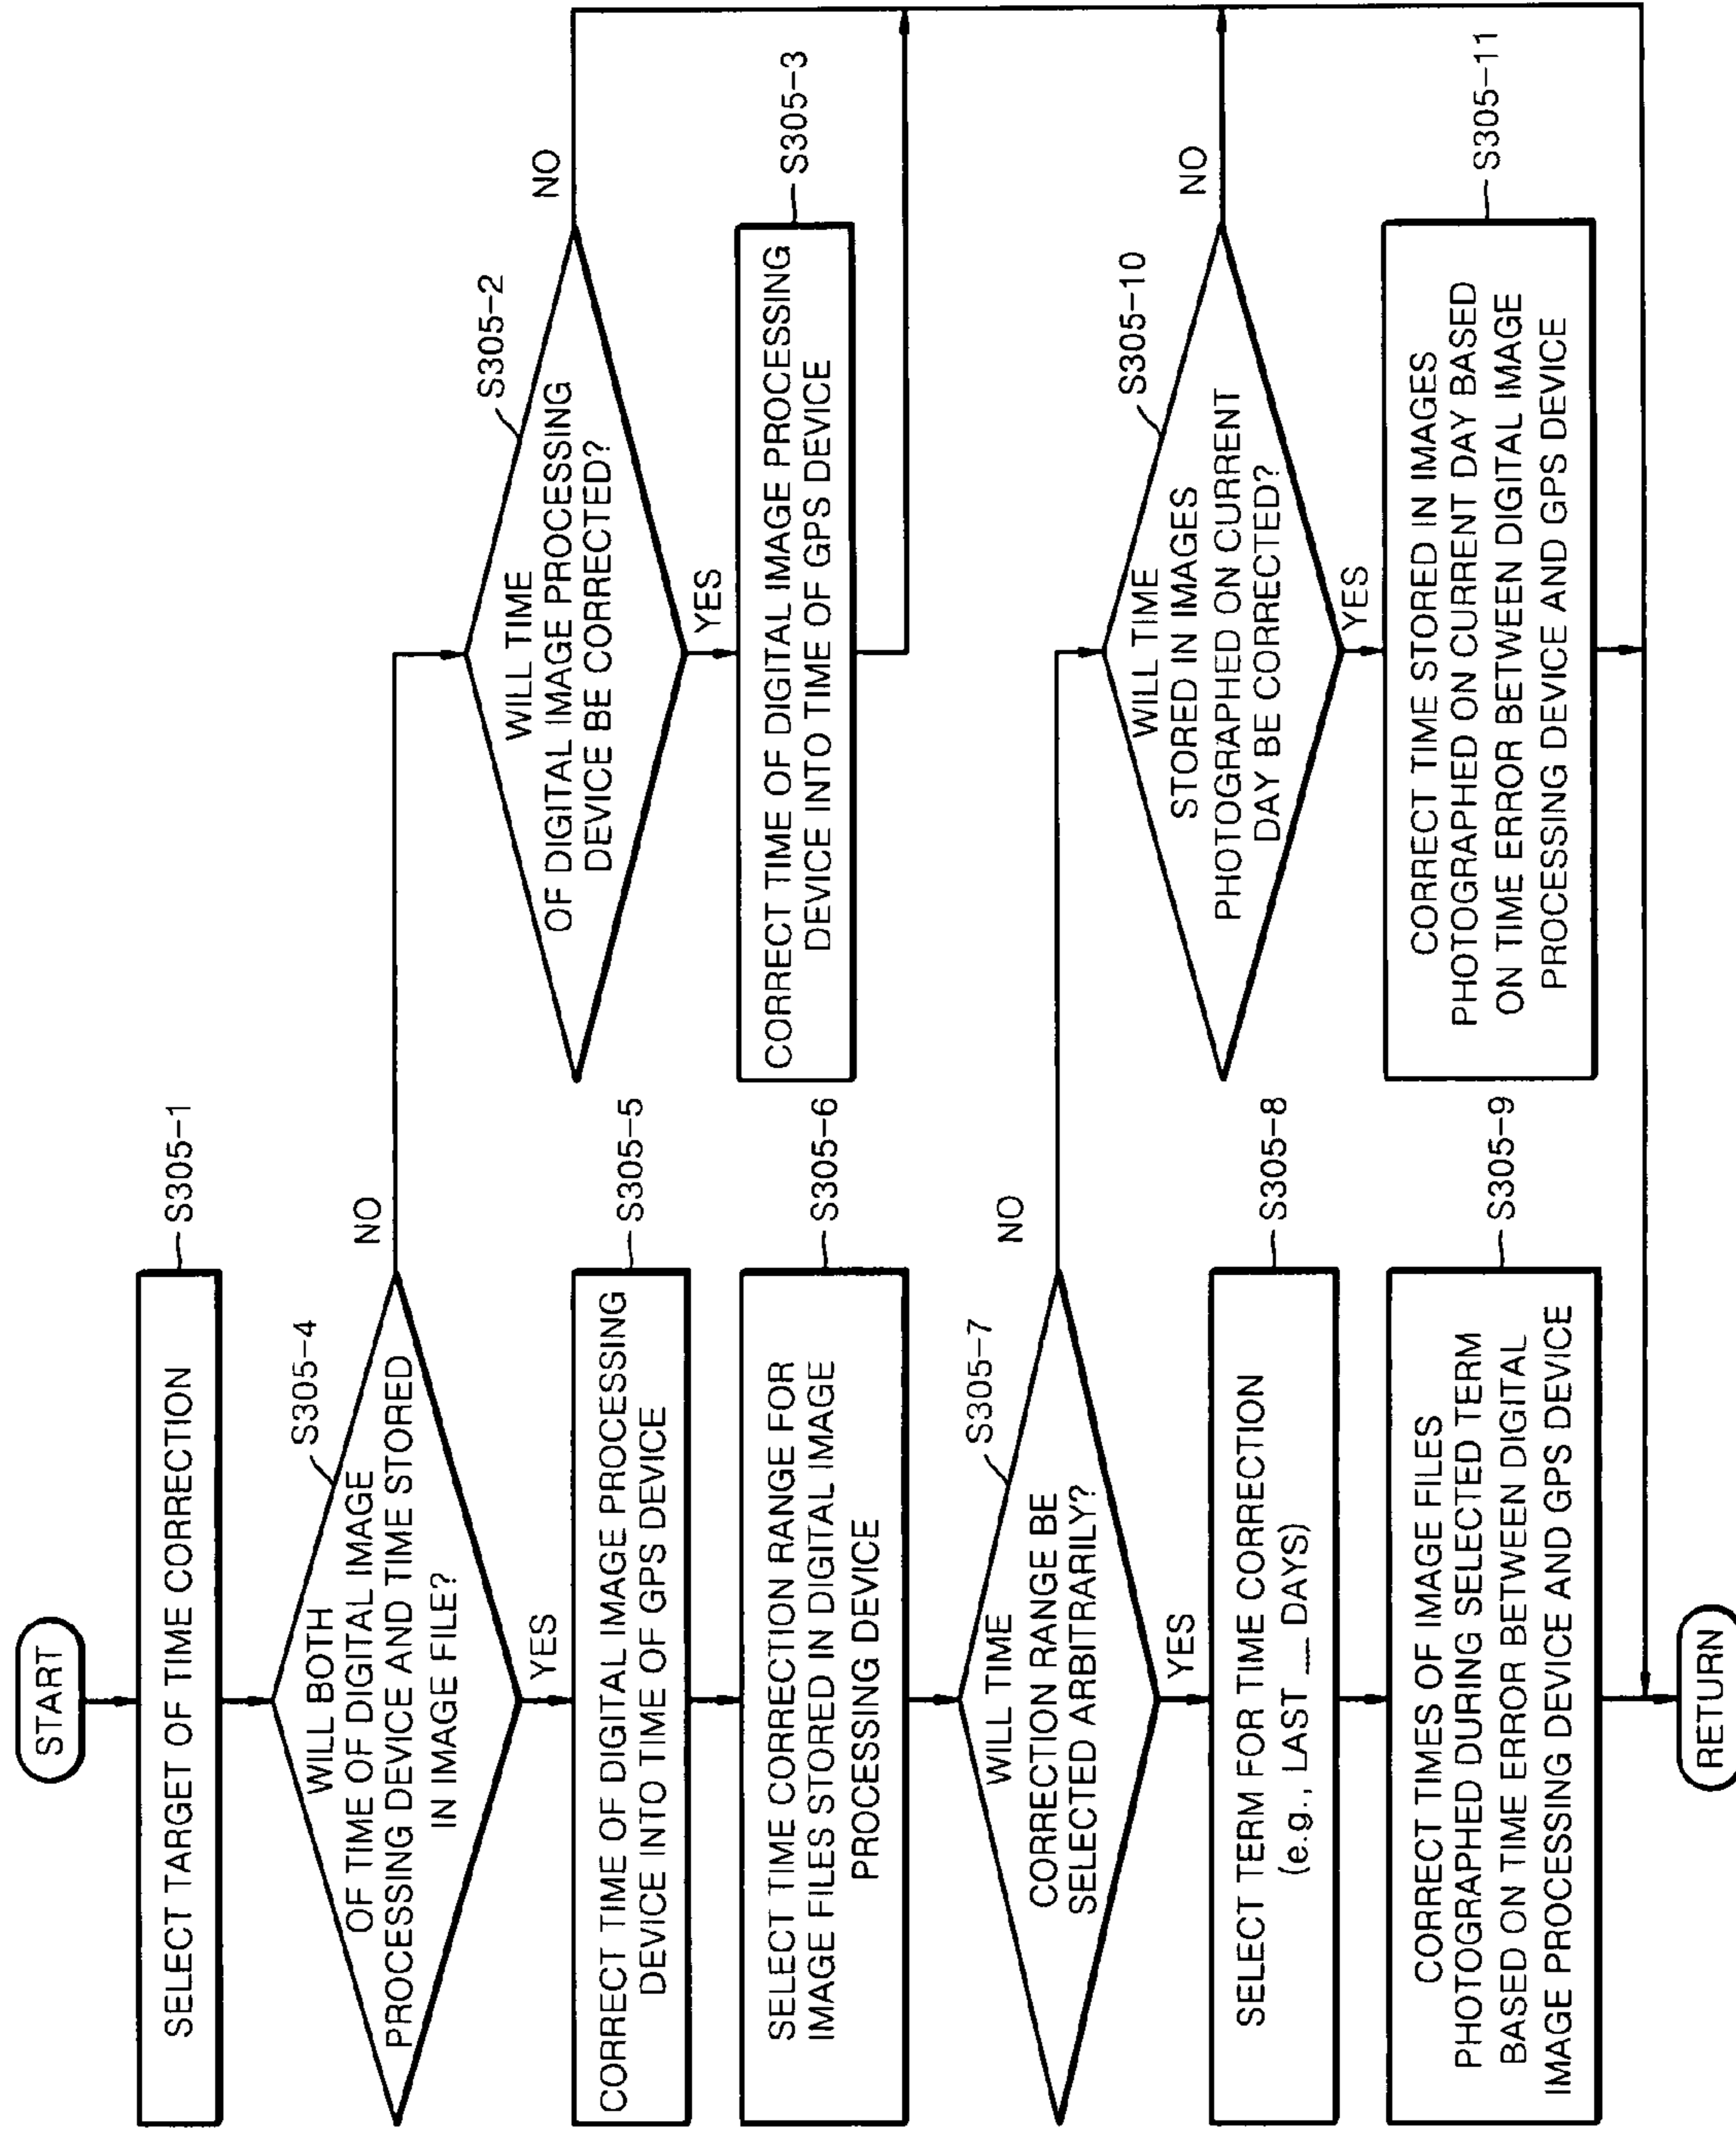 START
SELECT TARGET OF TIME CORRECTION
S305-1
WILL BOTH
OF TIME OF DIGITAL IMAGE
PROCESSING DEVICE AND TIME STORED
IN IMAGE FILE?
S305-4
NO
YES
WILL TIME
OF DIGITAL IMAGE PROCESSING
DEVICE BE CORRECTED?
S305-2
NO
YES
CORRECT TIME OF DIGITAL IMAGE PROCESSING
DEVICE INTO TIME OF GPS DEVICE
S305-5
CORRECT TIME OF DIGITAL IMAGE PROCESSING
DEVICE INTO TIME OF GPS DEVICE
S305-3
SELECT TIME CORRECTION RANGE FOR
IMAGE FILES STORED IN DIGITAL IMAGE
PROCESSING DEVICE
S305-6
WILL TIME
CORRECTION RANGE BE
SELECTED ARBITRARILY?
S305-7
NO
YES
WILL TIME
STORED IN IMAGES
PHOTOGRAPHED ON CURRENT
DAY BE CORRECTED?
S305-10
NO
YES
SELECT TERM FOR TIME CORRECTION
(e.g., LAST __ DAYS)
S305-8
CORRECT TIMES OF IMAGE FILES
PHOTOGRAPHED DURING SELECTED TERM
BASED ON TIME ERROR BETWEEN DIGITAL
IMAGE PROCESSING DEVICE AND GPS DEVICE
S305-9
CORRECT TIME STORED IN IMAGES
PHOTOGRAPHED ON CURRENT DAY BASED
ON TIME ERROR BETWEEN DIGITAL IMAGE
PROCESSING DEVICE AND GPS DEVICE
S305-11
RETURN